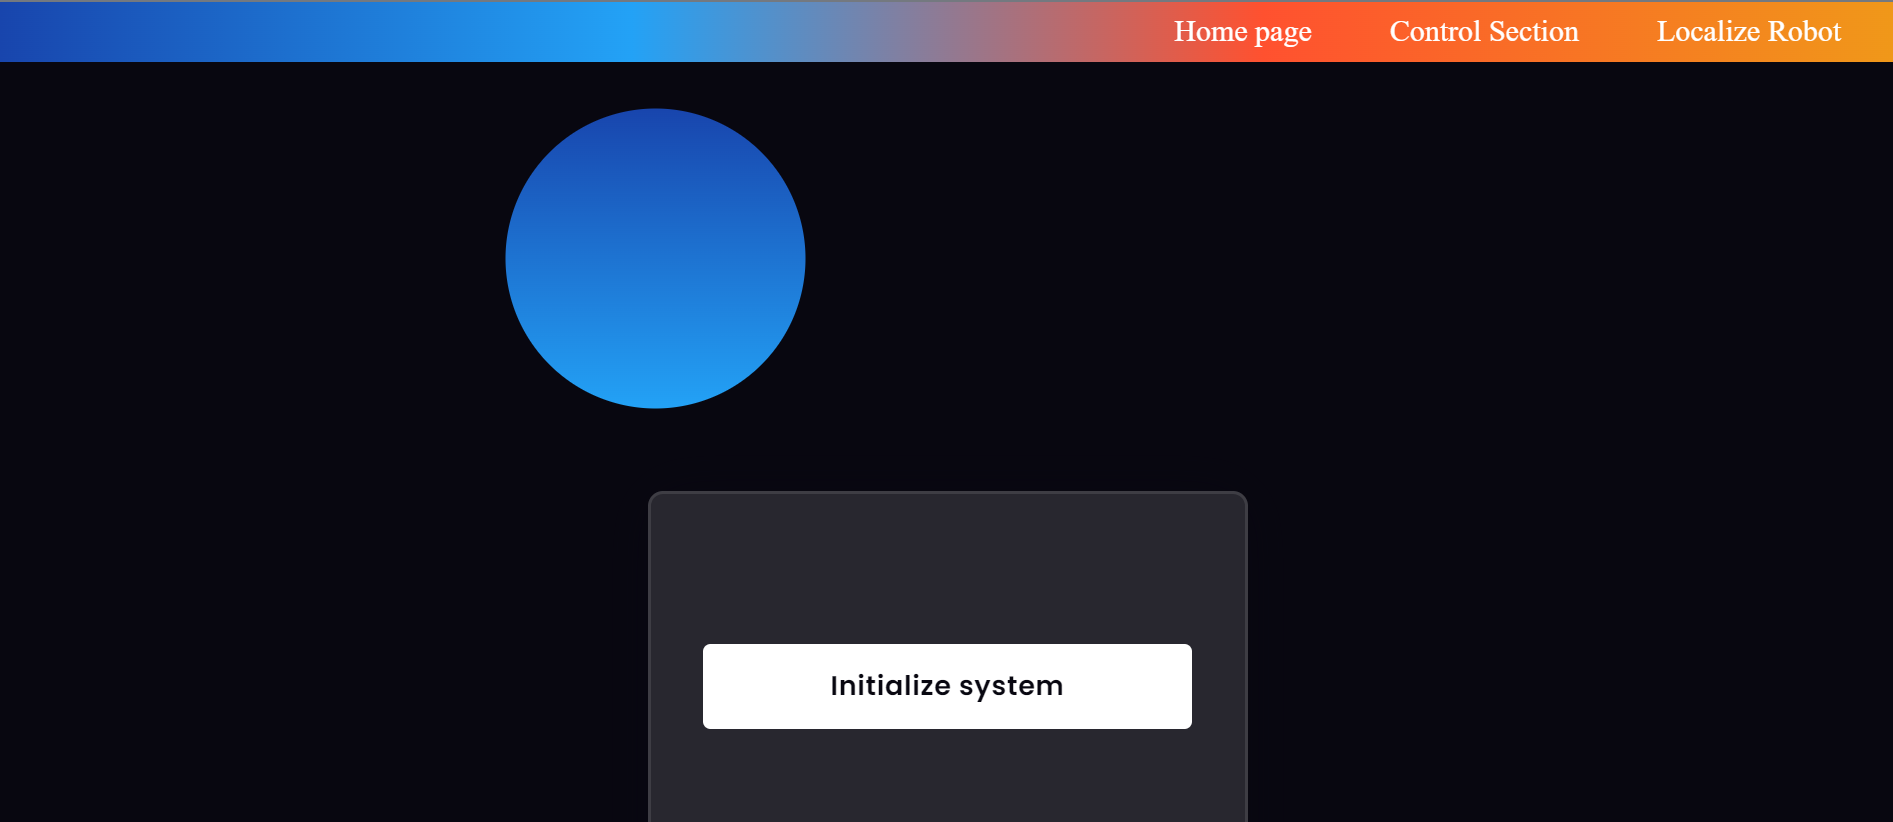 Home page Control Section Localize Robot
Initialize system